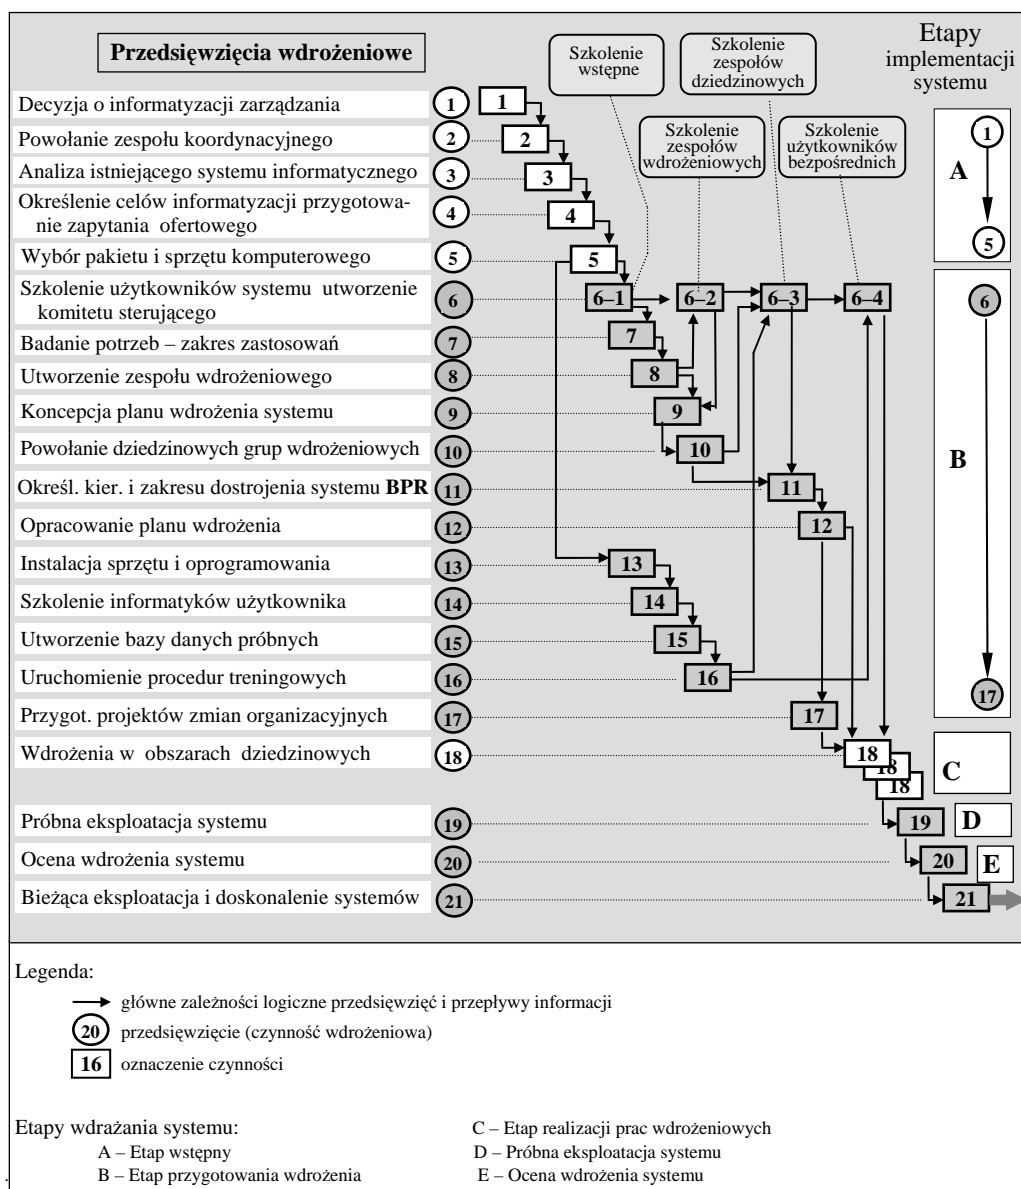 Przedsięwzięcia wdrożeniowe
Szkolenie
wstępne
Szkolenie
zespołów
dziedzinowych
Etapy
implementacji
systemu
Szkolenie
zespołów
wdrożeniowych
Szkolenie
użytkowników
bezpośrednich
Decyzja o informatyzacji zarządzania 1 1
Powołanie zespołu koordynacyjnego 2 2
Analiza istniejącego systemu informatycznego 3 3
Określenie celów informatyzacji przygotowa-
nie zapytania ofertowego 4 4
Wybór pakietu i sprzętu komputerowego 5 5
Szkolenie użytkowników systemu utworzenie
komitetu sterującego 6 6–1 6–2 6–3 6–4
Badanie potrzeb – zakres zastosowań 7 7
Utworzenie zespołu wdrożeniowego 8 8
Koncepcja planu wdrożenia systemu 9 9
Powołanie dziedzinowych grup wdrożeniowych 10 10
Określ. kier. i zakresu dostrojenia systemu BPR 11 11
Opracowanie planu wdrożenia 12 12
Instalacja sprzętu i oprogramowania 13 13
Szkolenie informatyków użytkownika 14 14
Utworzenie bazy danych próbnych 15 15
Uruchomienie procedur treningowych 16 16
Przygot. projektów zmian organizacyjnych 17 17
Wdrożenia w obszarach dziedzinowych 18 18
18
18
Próbna eksploatacja systemu 19 19
Ocena wdrożenia systemu 20 20
Bieżąca eksploatacja i doskonalenie systemów 21 21
1
A
5
6
B
17
C
D
E
Legenda:
główne zależności logiczne przedsięwzięć i przepływy informacji
20 przedsięwzięcie (czynność wdrożeniowa)
16 oznaczenie czynności
Etapy wdrażania systemu:
A – Etap wstępny
B – Etap przygotowania wdrożenia
C – Etap realizacji prac wdrożeniowych
D – Próbna eksploatacja systemu
E – Ocena wdrożenia systemu
.